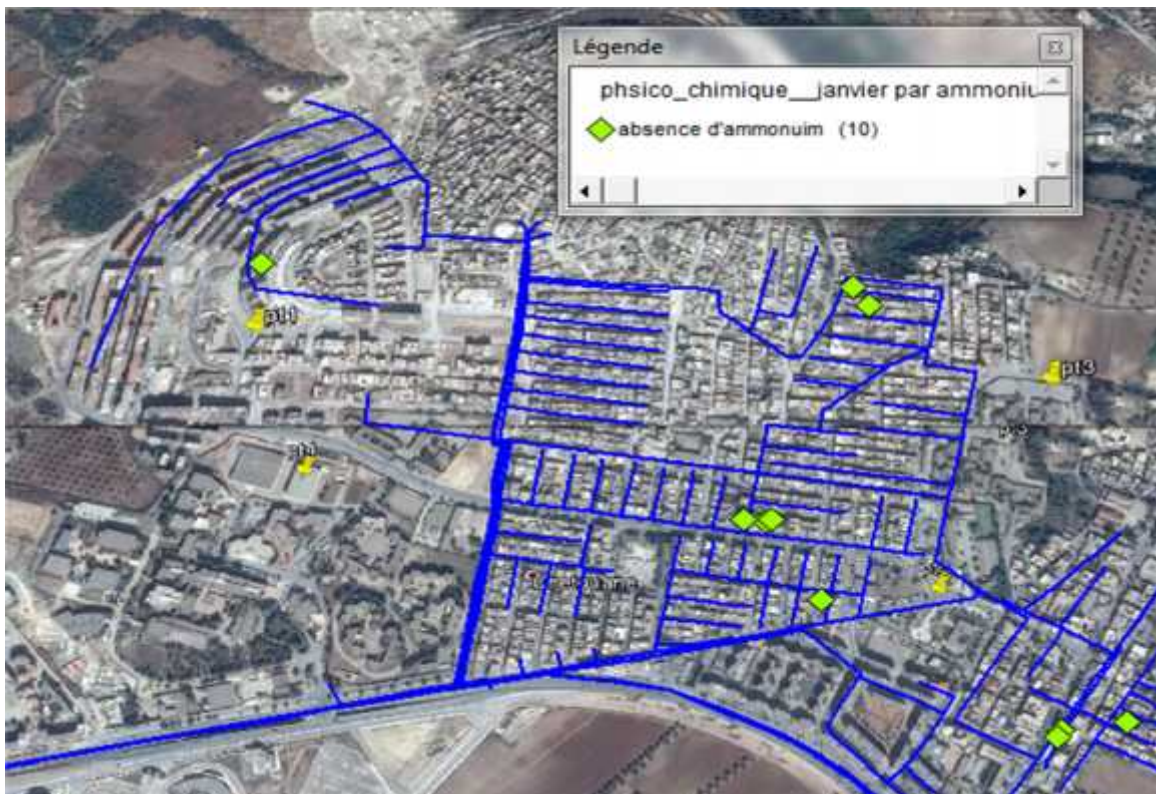 Légende
phsico_chimique__janvier par ammoniu
absence d'ammonuim (10)
pt1
pt3